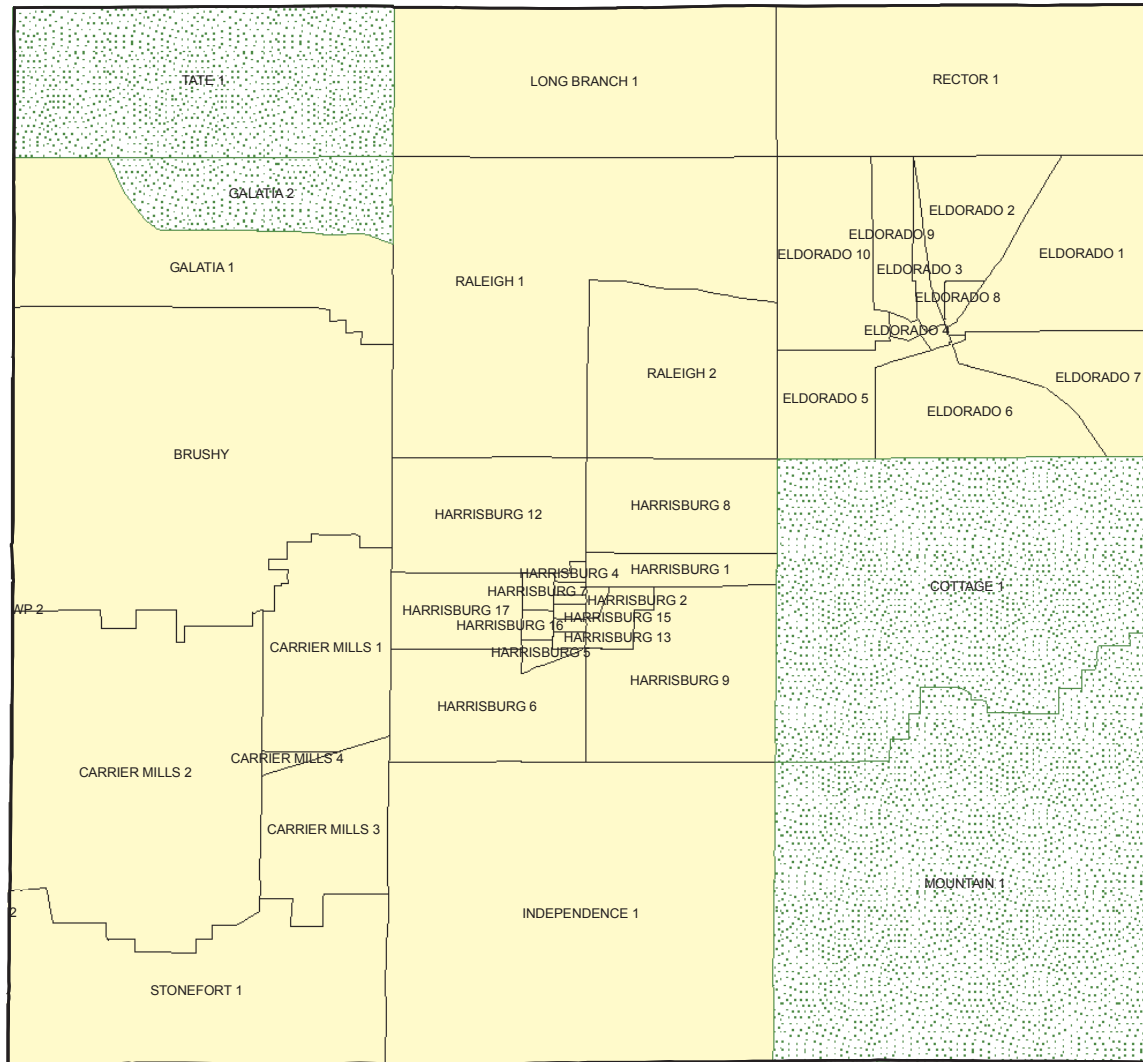 TATE 1
LONG BRANCH 1
RECTOR 1
GALATIA 2
ELDORADO 2
ELDORADO 9
ELDORADO 10
ELDORADO 1
GALATIA 1
ELDORADO 3
RALEIGH 1
ELDORADO 8
ELDORADO 4
RALEIGH 2
ELDORADO 7
ELDORADO 5
ELDORADO 6
BRUSHY
HARRISBURG 8
HARRISBURG 12
HARRISBURG 1
HARRISBURG 4
COTTAGE 1
HARRISBURG 7
HARRISBURG 2
WP 2
HARRISBURG 17
HARRISBURG 15
HARRISBURG 16
HARRISBURG 13
CARRIER MILLS 1
HARRISBURG 5
HARRISBURG 9
HARRISBURG 6
CARRIER MILLS 4
CARRIER MILLS 2
CARRIER MILLS 3
MOUNTAIN 1
2
INDEPENDENCE 1
STONEFORT 1